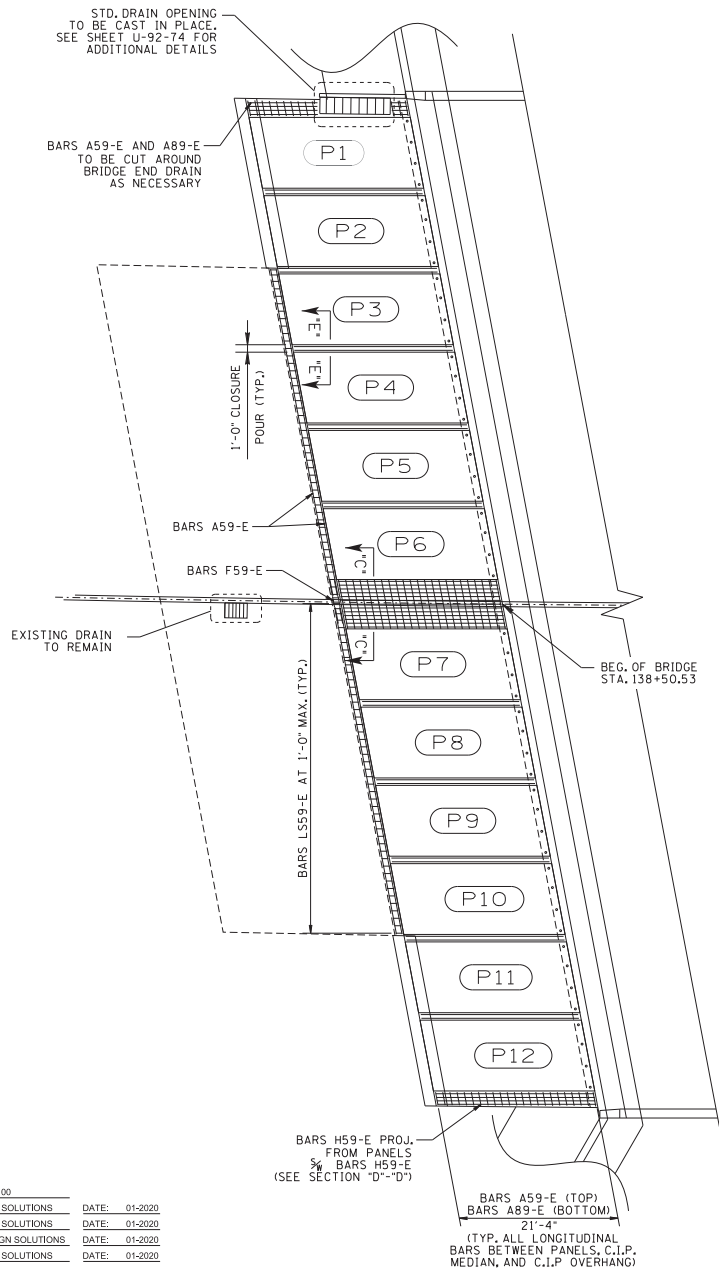 STD. DRAIN OPENING
TO BE CAST IN PLACE.
SEE SHEET U-92-74 FOR
ADDITIONAL DETAILS
BARS A59-E AND A89-E
TO BE CUT AROUND
BRIDGE END DRAIN
AS NECESSARY
P1
P2
P3
"E"
"E"
P4
1'-0" CLOSURE
POUR (TYP.)
P5
BARS A59-E
P6
"C"
BARS F59-E
EXISTING DRAIN
TO REMAIN
"C"
P7
BEG. OF BRIDGE
STA. 138+50.53
BARS LS59-E AT 1'-0" MAX. (TYP.)
P8
P9
P10
P11
P12
BARS H59-E PROJ.
FROM PANELS
S/W BARS H59-E
(SEE SECTION "D"-"D")
BARS A59-E (TOP)
BARS A89-E (BOTTOM)
21'-4"
(TYP. ALL LONGITUDINAL
BARS BETWEEN PANELS, C.I.P.
MEDIAN, AND C.I.P OVERHANG)
00
SOLUTIONS DATE: 01-2020
SOLUTIONS DATE: 01-2020
GN SOLUTIONS DATE: 01-2020
SOLUTIONS DATE: 01-2020